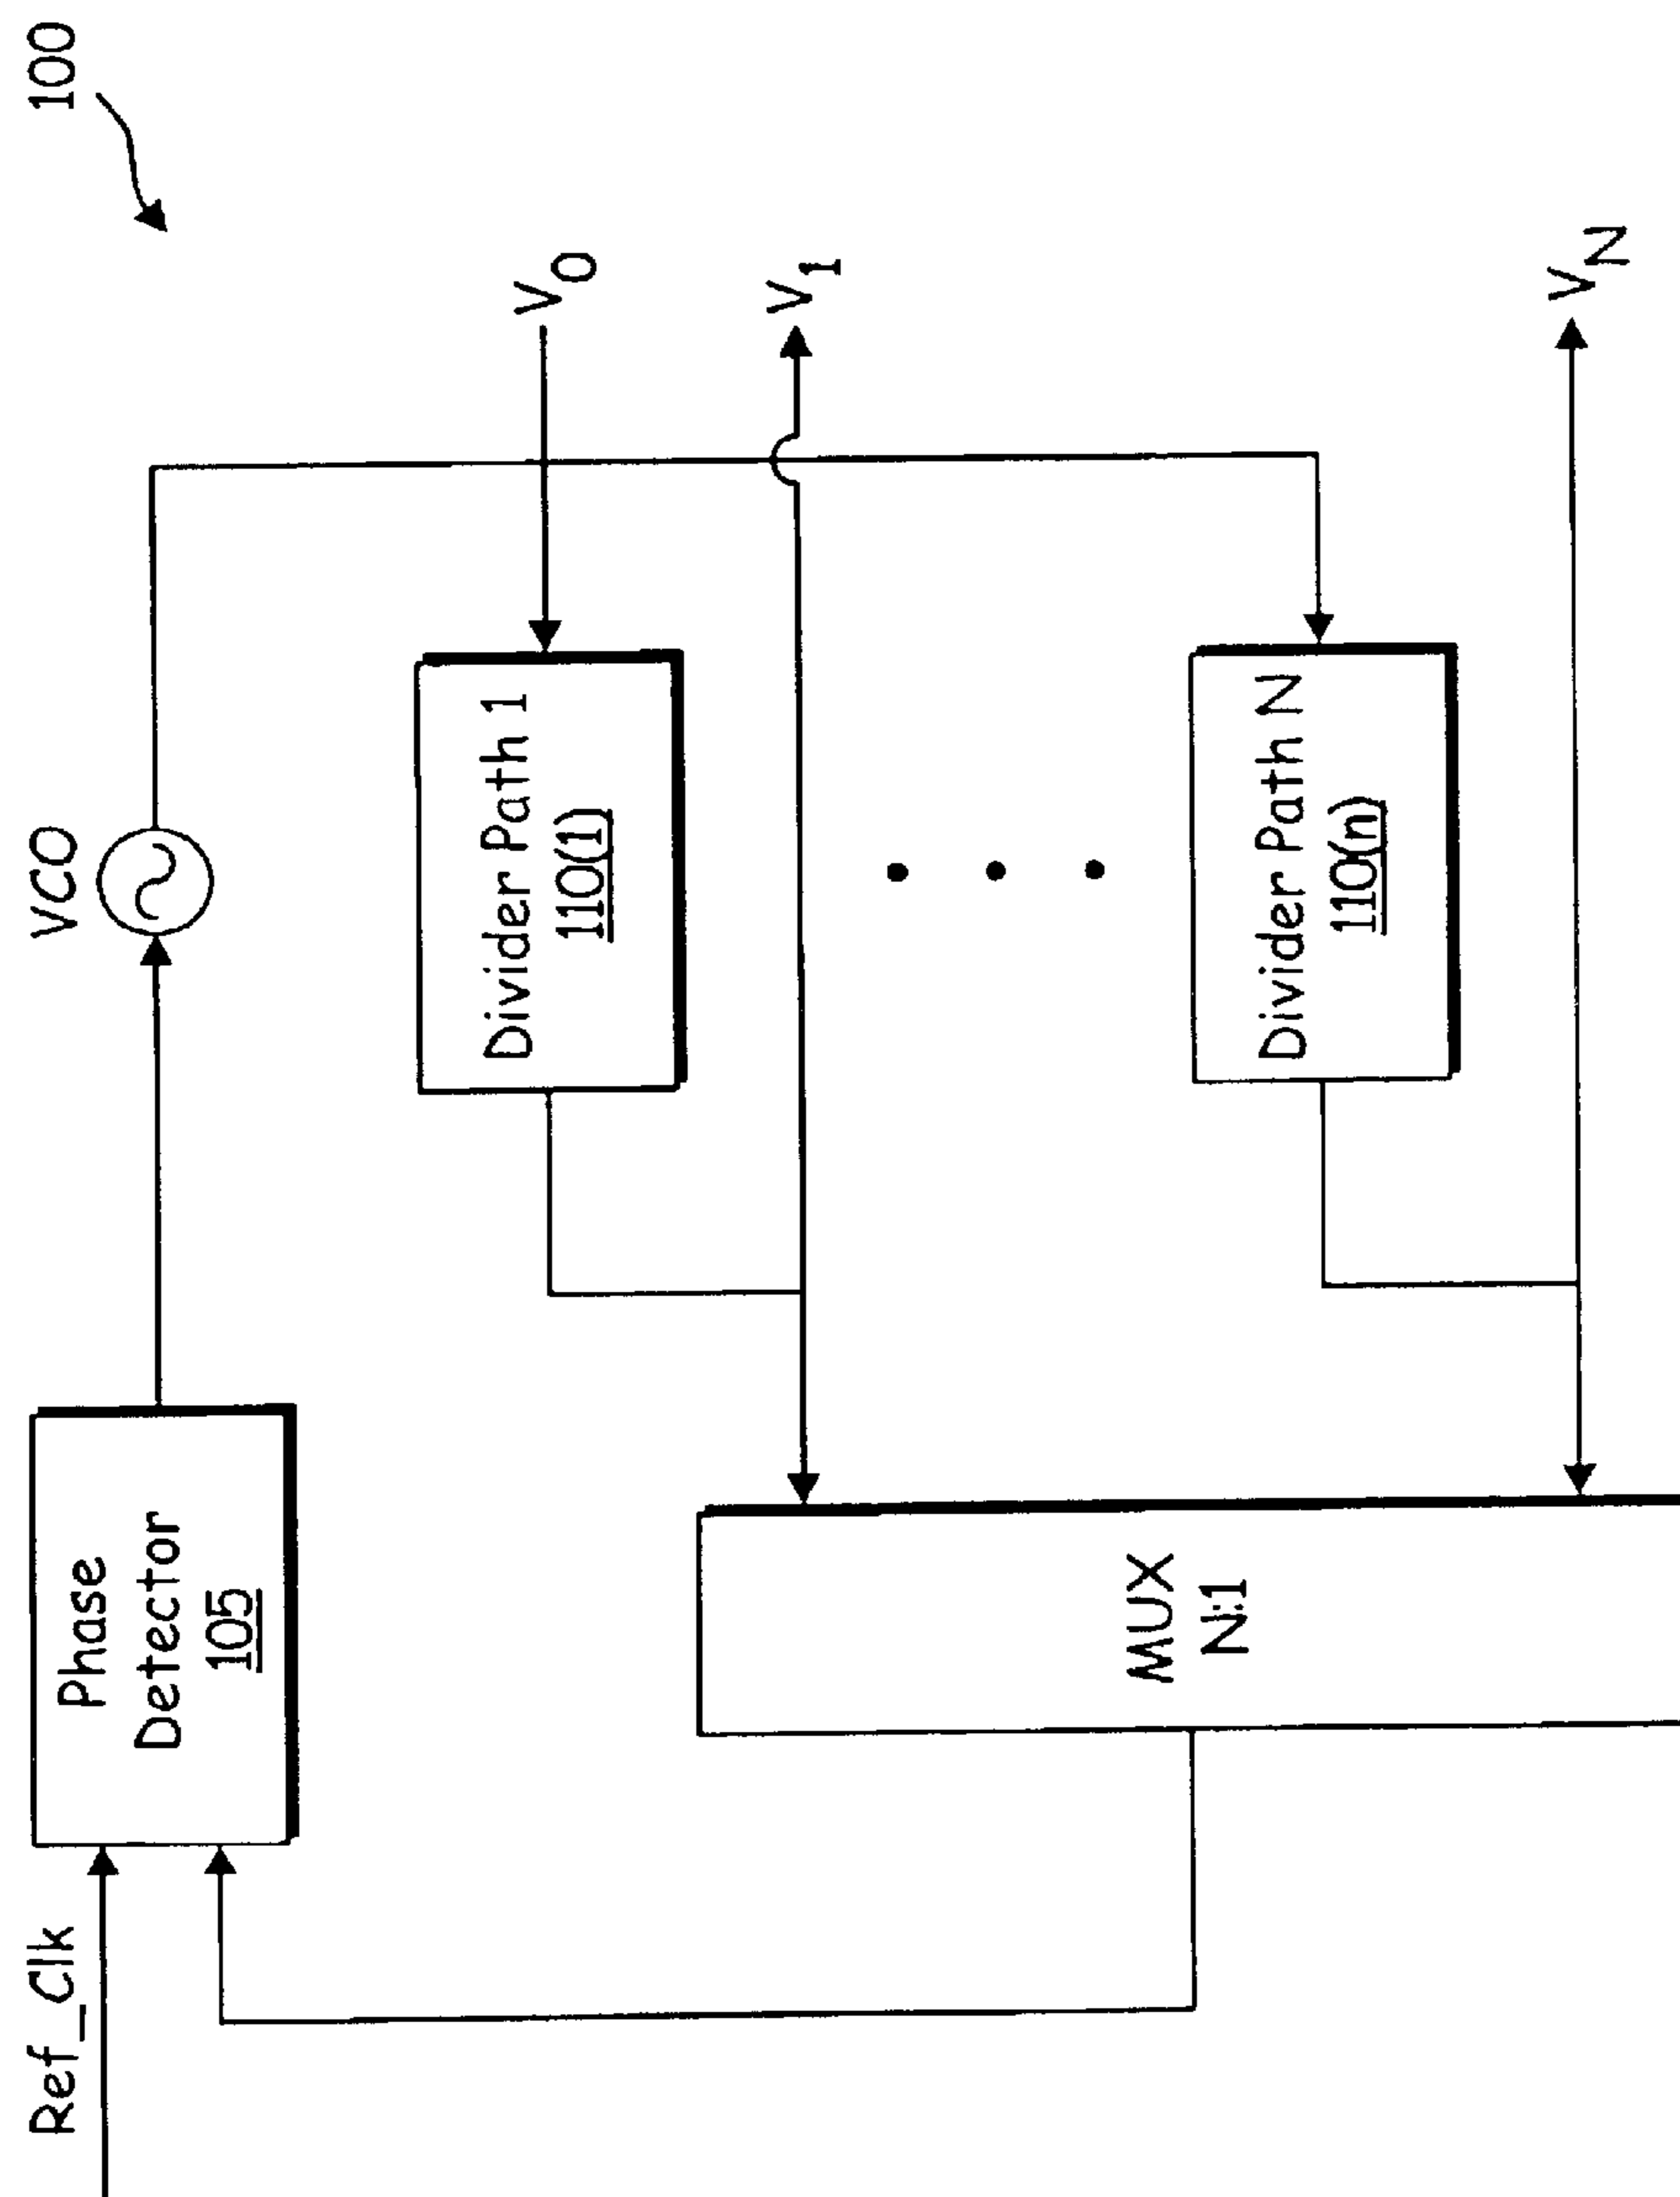 100
VCO
Ref_Clk
Phase
Detector
105
V0
Divider Path 1
110(1)
V1
MUX
N:1
Divider Path N
110(n)
VN